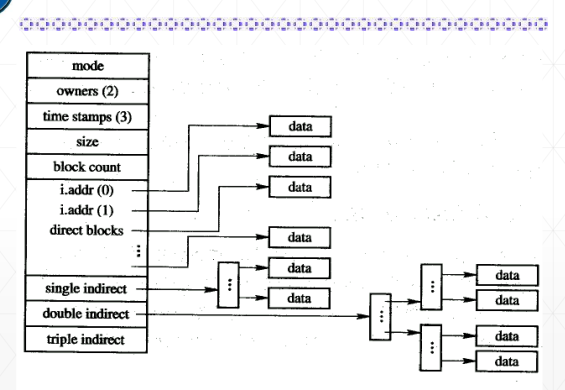 mode
owners (2)
time stamps (3)
size
block count
i.addr (0)
i.addr (1)
direct blocks
⋮
single indirect
double indirect
triple indirect
data
data
data
data
data
data
data
data
data
data